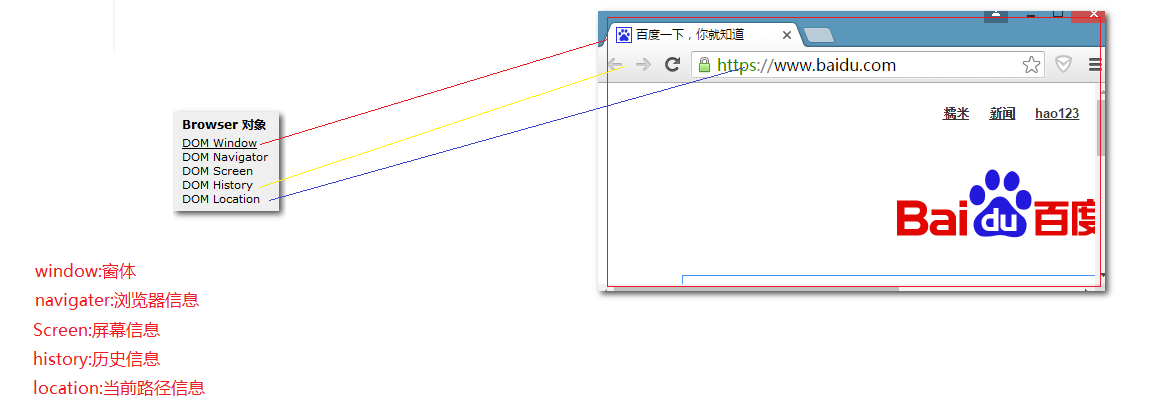 百度一下，你就知道
https://www.baidu.com
糯米 新闻 hao123
Baidu百度
Browser 对象
DOM Window
DOM Navigator
DOM Screen
DOM History
DOM Location
window:窗体
navigater:浏览器信息
Screen:屏幕信息
history:历史信息
location:当前路径信息